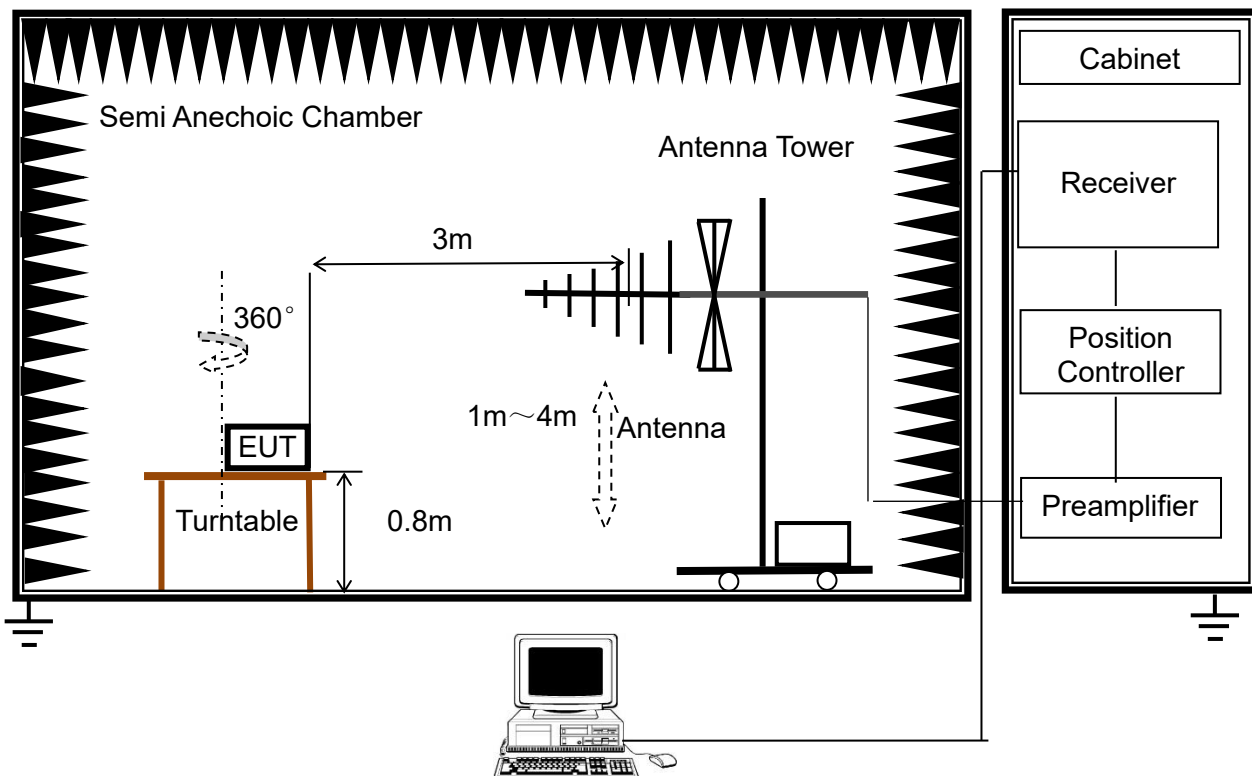 Cabinet
Semi Anechoic Chamber
Antenna Tower
Receiver
3m
360°
Position
Controller
1m～4m
Antenna
EUT
Turntable
0.8m
Preamplifier